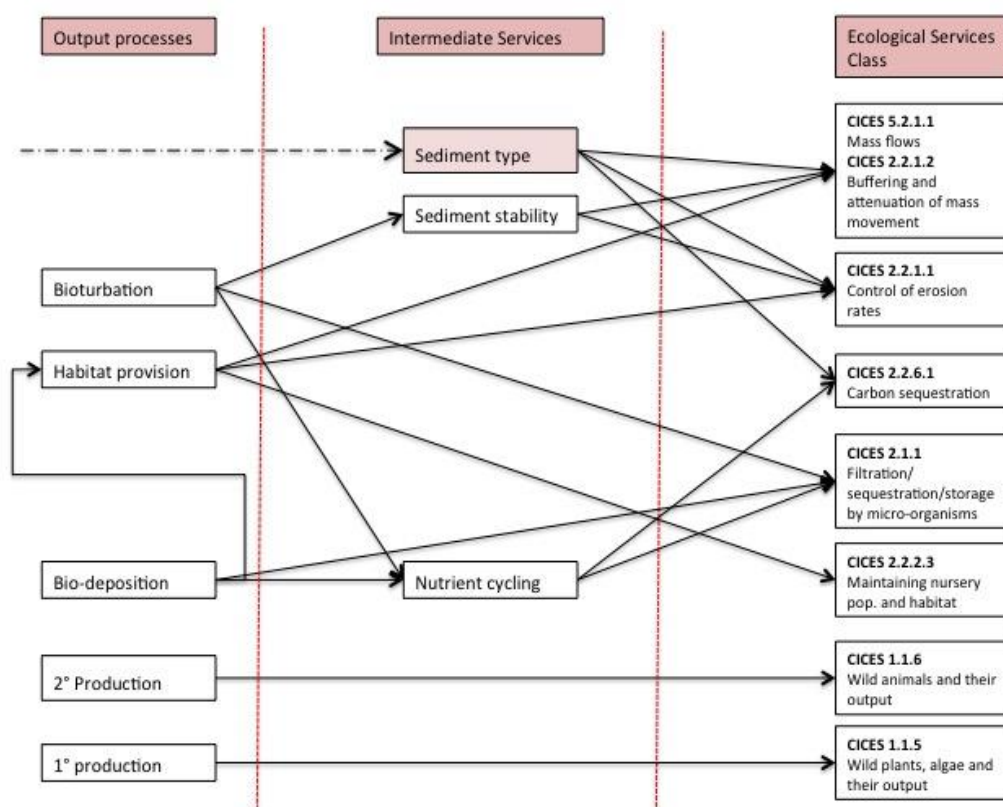 Output processes
Intermediate Services
Ecological Services
Class
Sediment type
Sediment stability
Bioturbation
Habitat provision
Bio-deposition
Nutrient cycling
2° Production
1° production
CICES 5.2.1.1
Mass flows
CICES 2.2.1.2
Buffering and
attenuation of mass
movement
CICES 2.2.1.1
Control of erosion
rates
CICES 2.2.6.1
Carbon sequestration
CICES 2.1.1
Filtration/
sequestration/storage
by micro-organisms
CICES 2.2.2.3
Maintaining nursery
pop. and habitat
CICES 1.1.6
Wild animals and their
output
CICES 1.1.5
Wild plants, algae and
their output